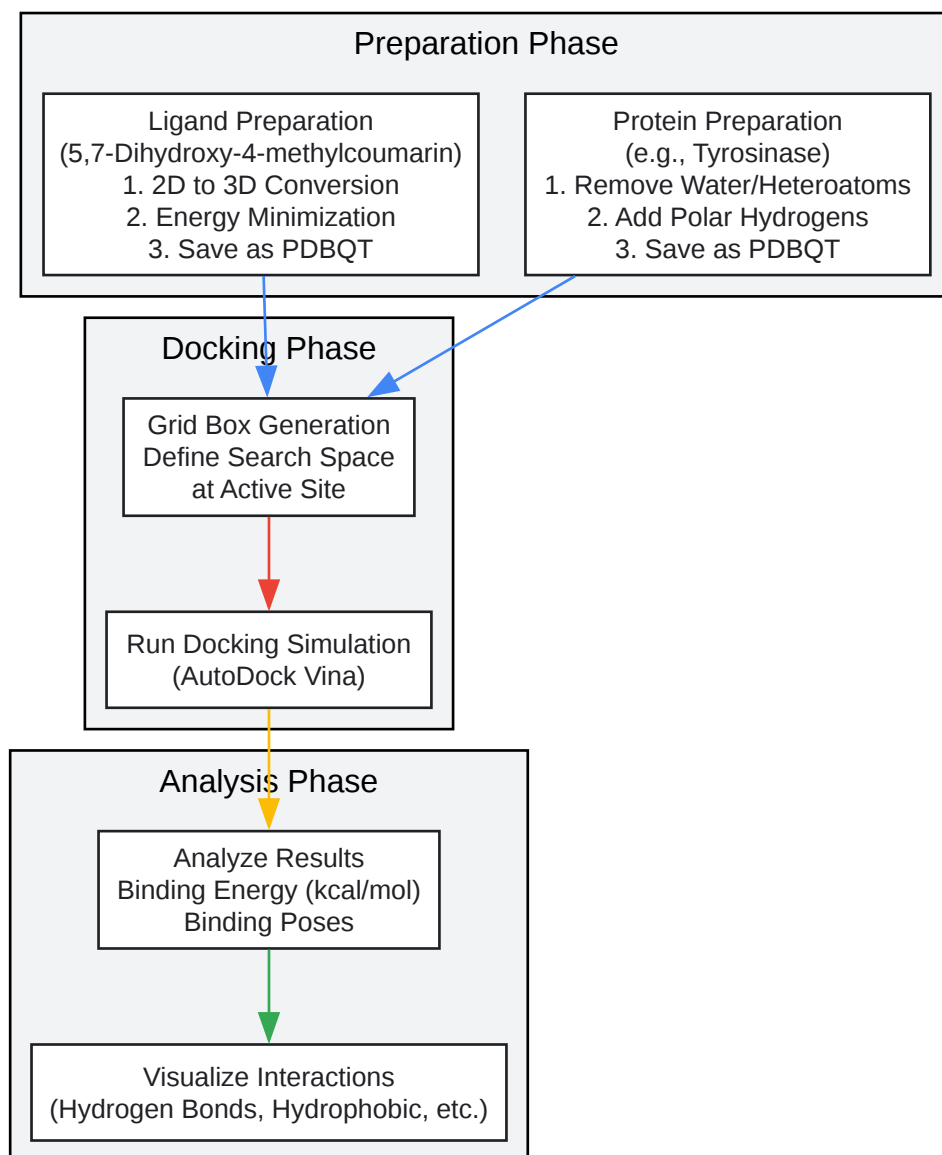 Preparation Phase
Ligand Preparation
(5,7-Dihydroxy-4-methylcoumarin)
1. 2D to 3D Conversion
2. Energy Minimization
3. Save as PDBQT
Protein Preparation
(e.g., Tyrosinase)
1. Remove Water/Heteroatoms
2. Add Polar Hydrogens
3. Save as PDBQT
Docking Phase
Grid Box Generation
Define Search Space
at Active Site
Run Docking Simulation
(AutoDock Vina)
Analysis Phase
Analyze Results
Binding Energy (kcal/mol)
Binding Poses
Visualize Interactions
(Hydrogen Bonds, Hydrophobic, etc.)